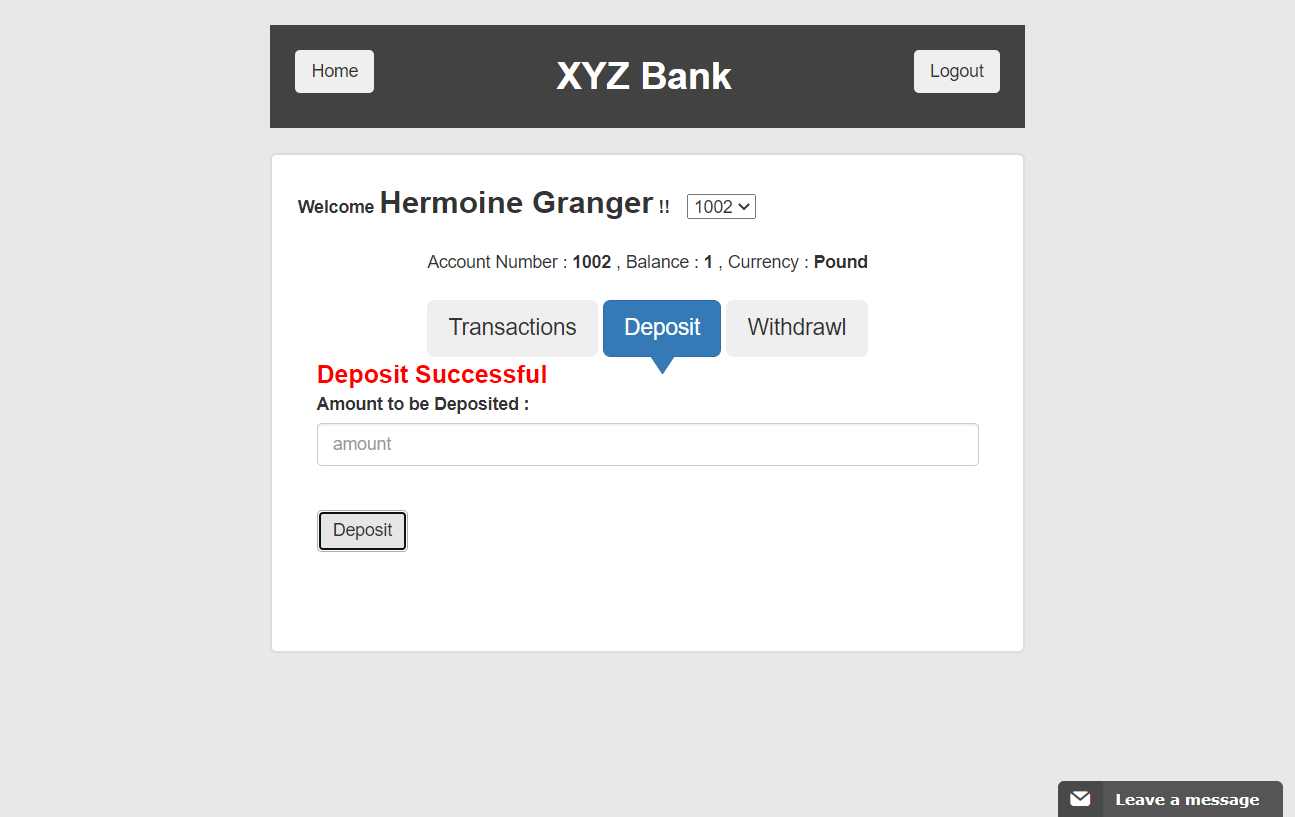 Home XYZ Bank Logout
Welcome Hermoine Granger !! 1002
Account Number : 1002 , Balance : 1 , Currency : Pound
Transactions Deposit Withdrawl
Deposit Successful
Amount to be Deposited :
amount
Deposit
Leave a message